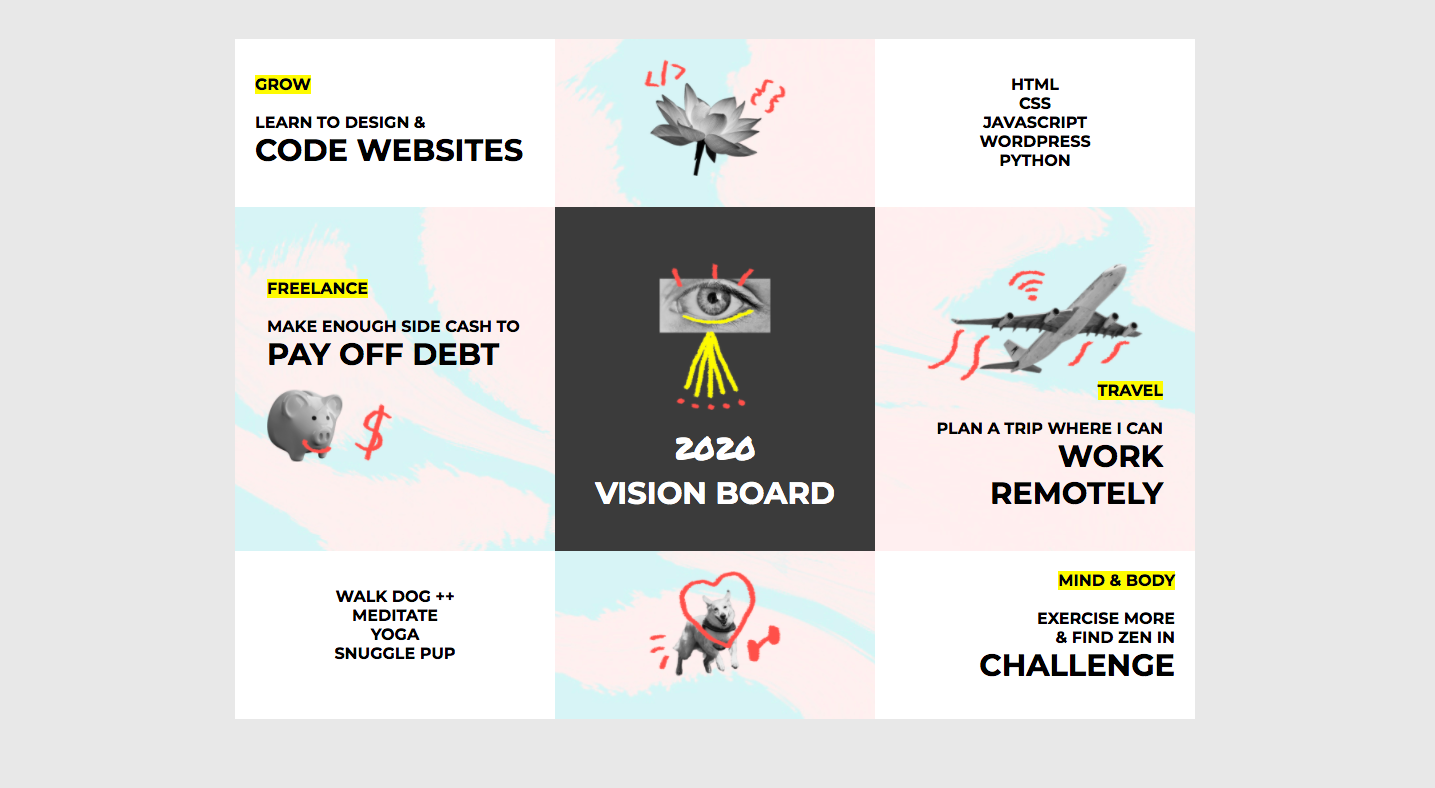 GROW
LEARN TO DESIGN &
CODE WEBSITES
</>
{ }
HTML
CSS
JAVASCRIPT
WORDPRESS
PYTHON
FREELANCE
MAKE ENOUGH SIDE CASH TO
PAY OFF DEBT
$
2020
VISION BOARD
TRAVEL
PLAN A TRIP WHERE I CAN
WORK
REMOTELY
WALK DOG ++
MEDITATE
YOGA
SNUGGLE PUP
MIND & BODY
EXERCISE MORE
& FIND ZEN IN
CHALLENGE